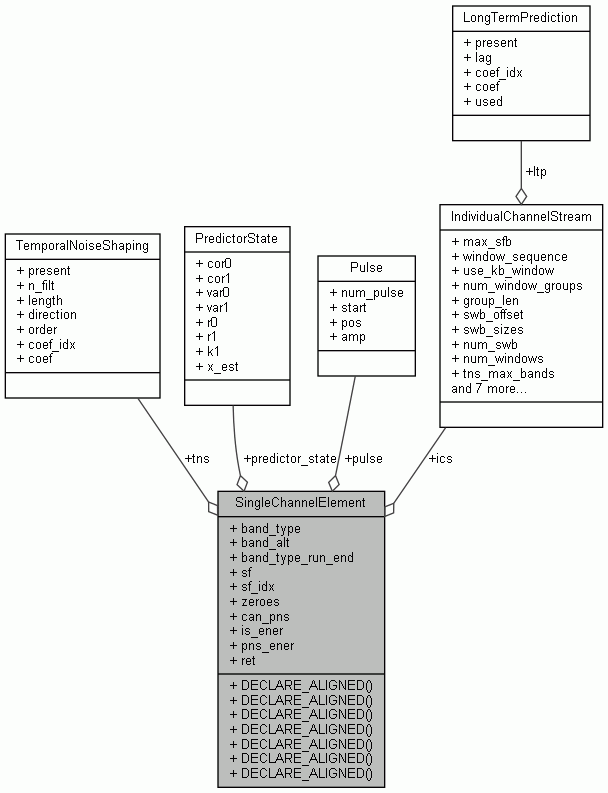 LongTermPrediction
+ present
+ lag
+ coef_idx
+ coef
+ used
+ltp
TemporalNoiseShaping
+ present
+ n_filt
+ length
+ direction
+ order
+ coef_idx
+ coef
PredictorState
+ cor0
+ cor1
+ var0
+ var1
+ r0
+ r1
+ k1
+ x_est
Pulse
+ num_pulse
+ start
+ pos
+ amp
IndividualChannelStream
+ max_sfb
+ window_sequence
+ use_kb_window
+ num_window_groups
+ group_len
+ swb_offset
+ swb_sizes
+ num_swb
+ num_windows
+ tns_max_bands
and 7 more...
+tns
+predictor_state
+pulse
+ics
SingleChannelElement
+ band_type
+ band_alt
+ band_type_run_end
+ sf
+ sf_idx
+ zeroes
+ can_pns
+ is_ener
+ pns_ener
+ ret
+ DECLARE_ALIGNED()
+ DECLARE_ALIGNED()
+ DECLARE_ALIGNED()
+ DECLARE_ALIGNED()
+ DECLARE_ALIGNED()
+ DECLARE_ALIGNED()
+ DECLARE_ALIGNED()